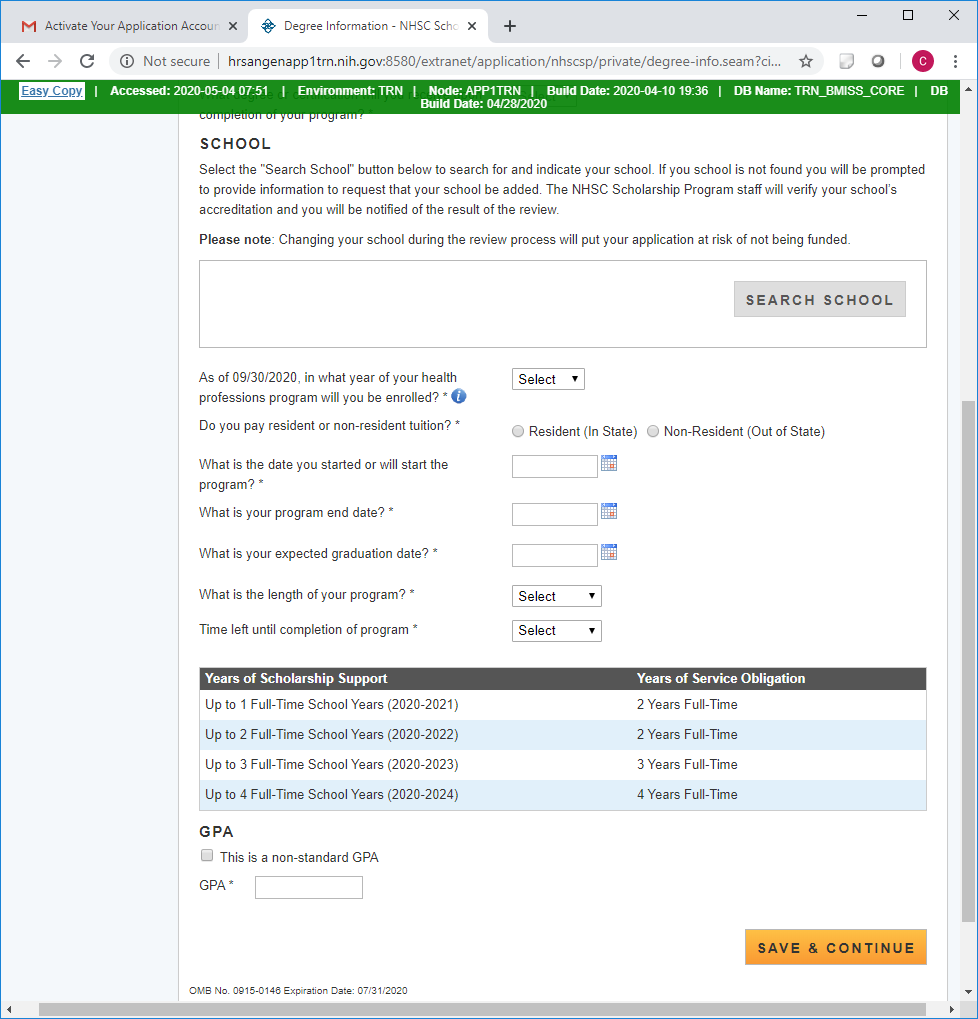 Activate Your Application Accoun
Degree Information - NHSC Scho
Not secure | hrsangenapp1trn.nih.gov:8580/extranet/application/nhscsp/private/degree-info.seam?ci...
C
Easy Copy | Accessed: 2020-05-04 07:51 | Environment: TRN | Node: APP1TRN | Build Date: 2020-04-10 19:36 | DB Name: TRN_BMISS_CORE | DB
Build Date: 04/28/2020
completion of your program? *
SCHOOL
Select the "Search School" button below to search for and indicate your school. If you school is not found you will be prompted
to provide information to request that your school be added. The NHSC Scholarship Program staff will verify your school's
accreditation and you will be notified of the result of the review.
Please note: Changing your school during the review process will put your application at risk of not being funded.
SEARCH SCHOOL
As of 09/30/2020, in what year of your health
professions program will you be enrolled? * i
Select
Do you pay resident or non-resident tuition? *
Resident (In State) Non-Resident (Out of State)
What is the date you started or will start the
program? *
What is your program end date? *
What is your expected graduation date? *
What is the length of your program? *
Select
Time left until completion of program *
Select
Years of Scholarship Support Years of Service Obligation
Up to 1 Full-Time School Years (2020-2021) 2 Years Full-Time
Up to 2 Full-Time School Years (2020-2022) 2 Years Full-Time
Up to 3 Full-Time School Years (2020-2023) 3 Years Full-Time
Up to 4 Full-Time School Years (2020-2024) 4 Years Full-Time
GPA
This is a non-standard GPA
GPA *
SAVE & CONTINUE
OMB No. 0915-0146 Expiration Date: 07/31/2020